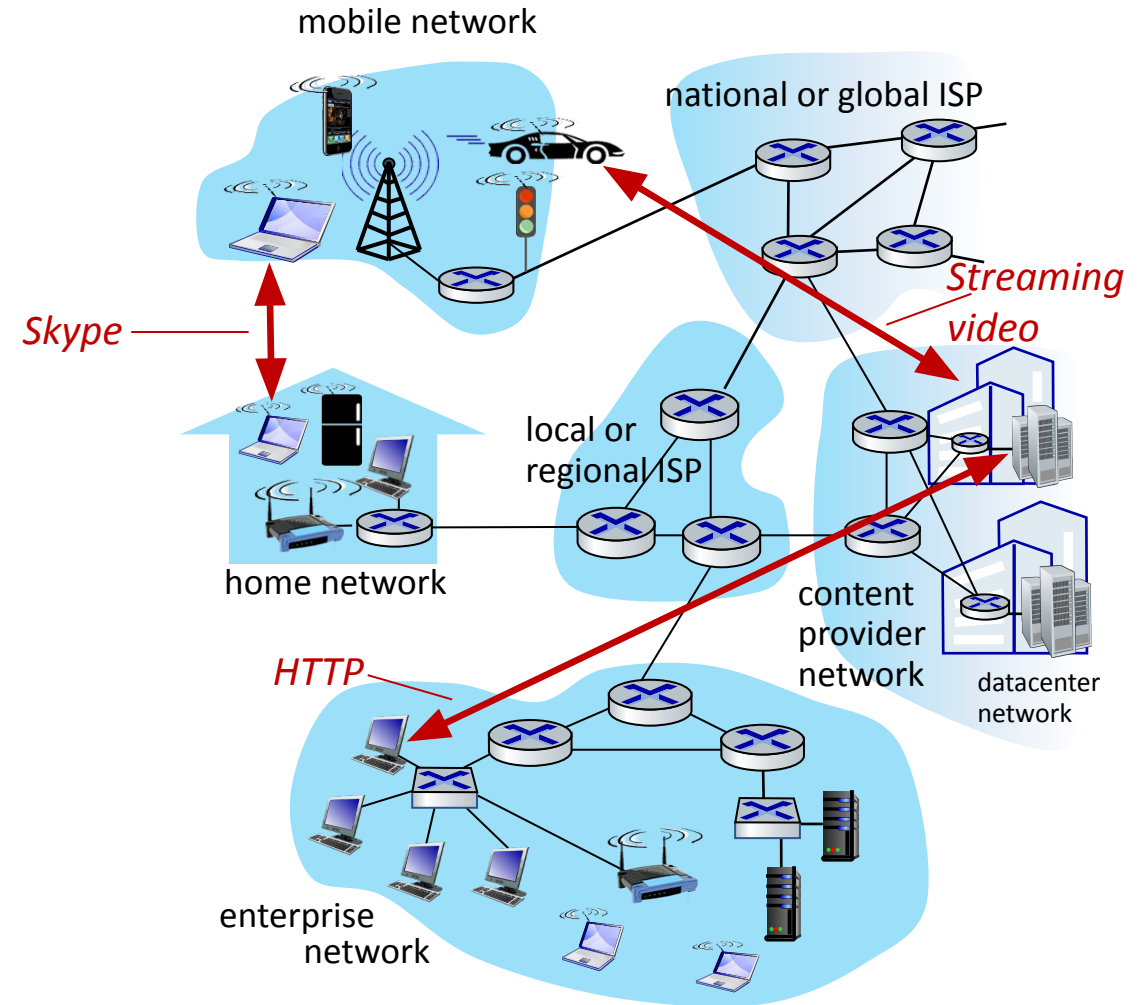 mobile network
national or global ISP
Streaming
video
Skype
local or
regional ISP
home network
content
provider
network
datacenter
network
HTTP
enterprise
network